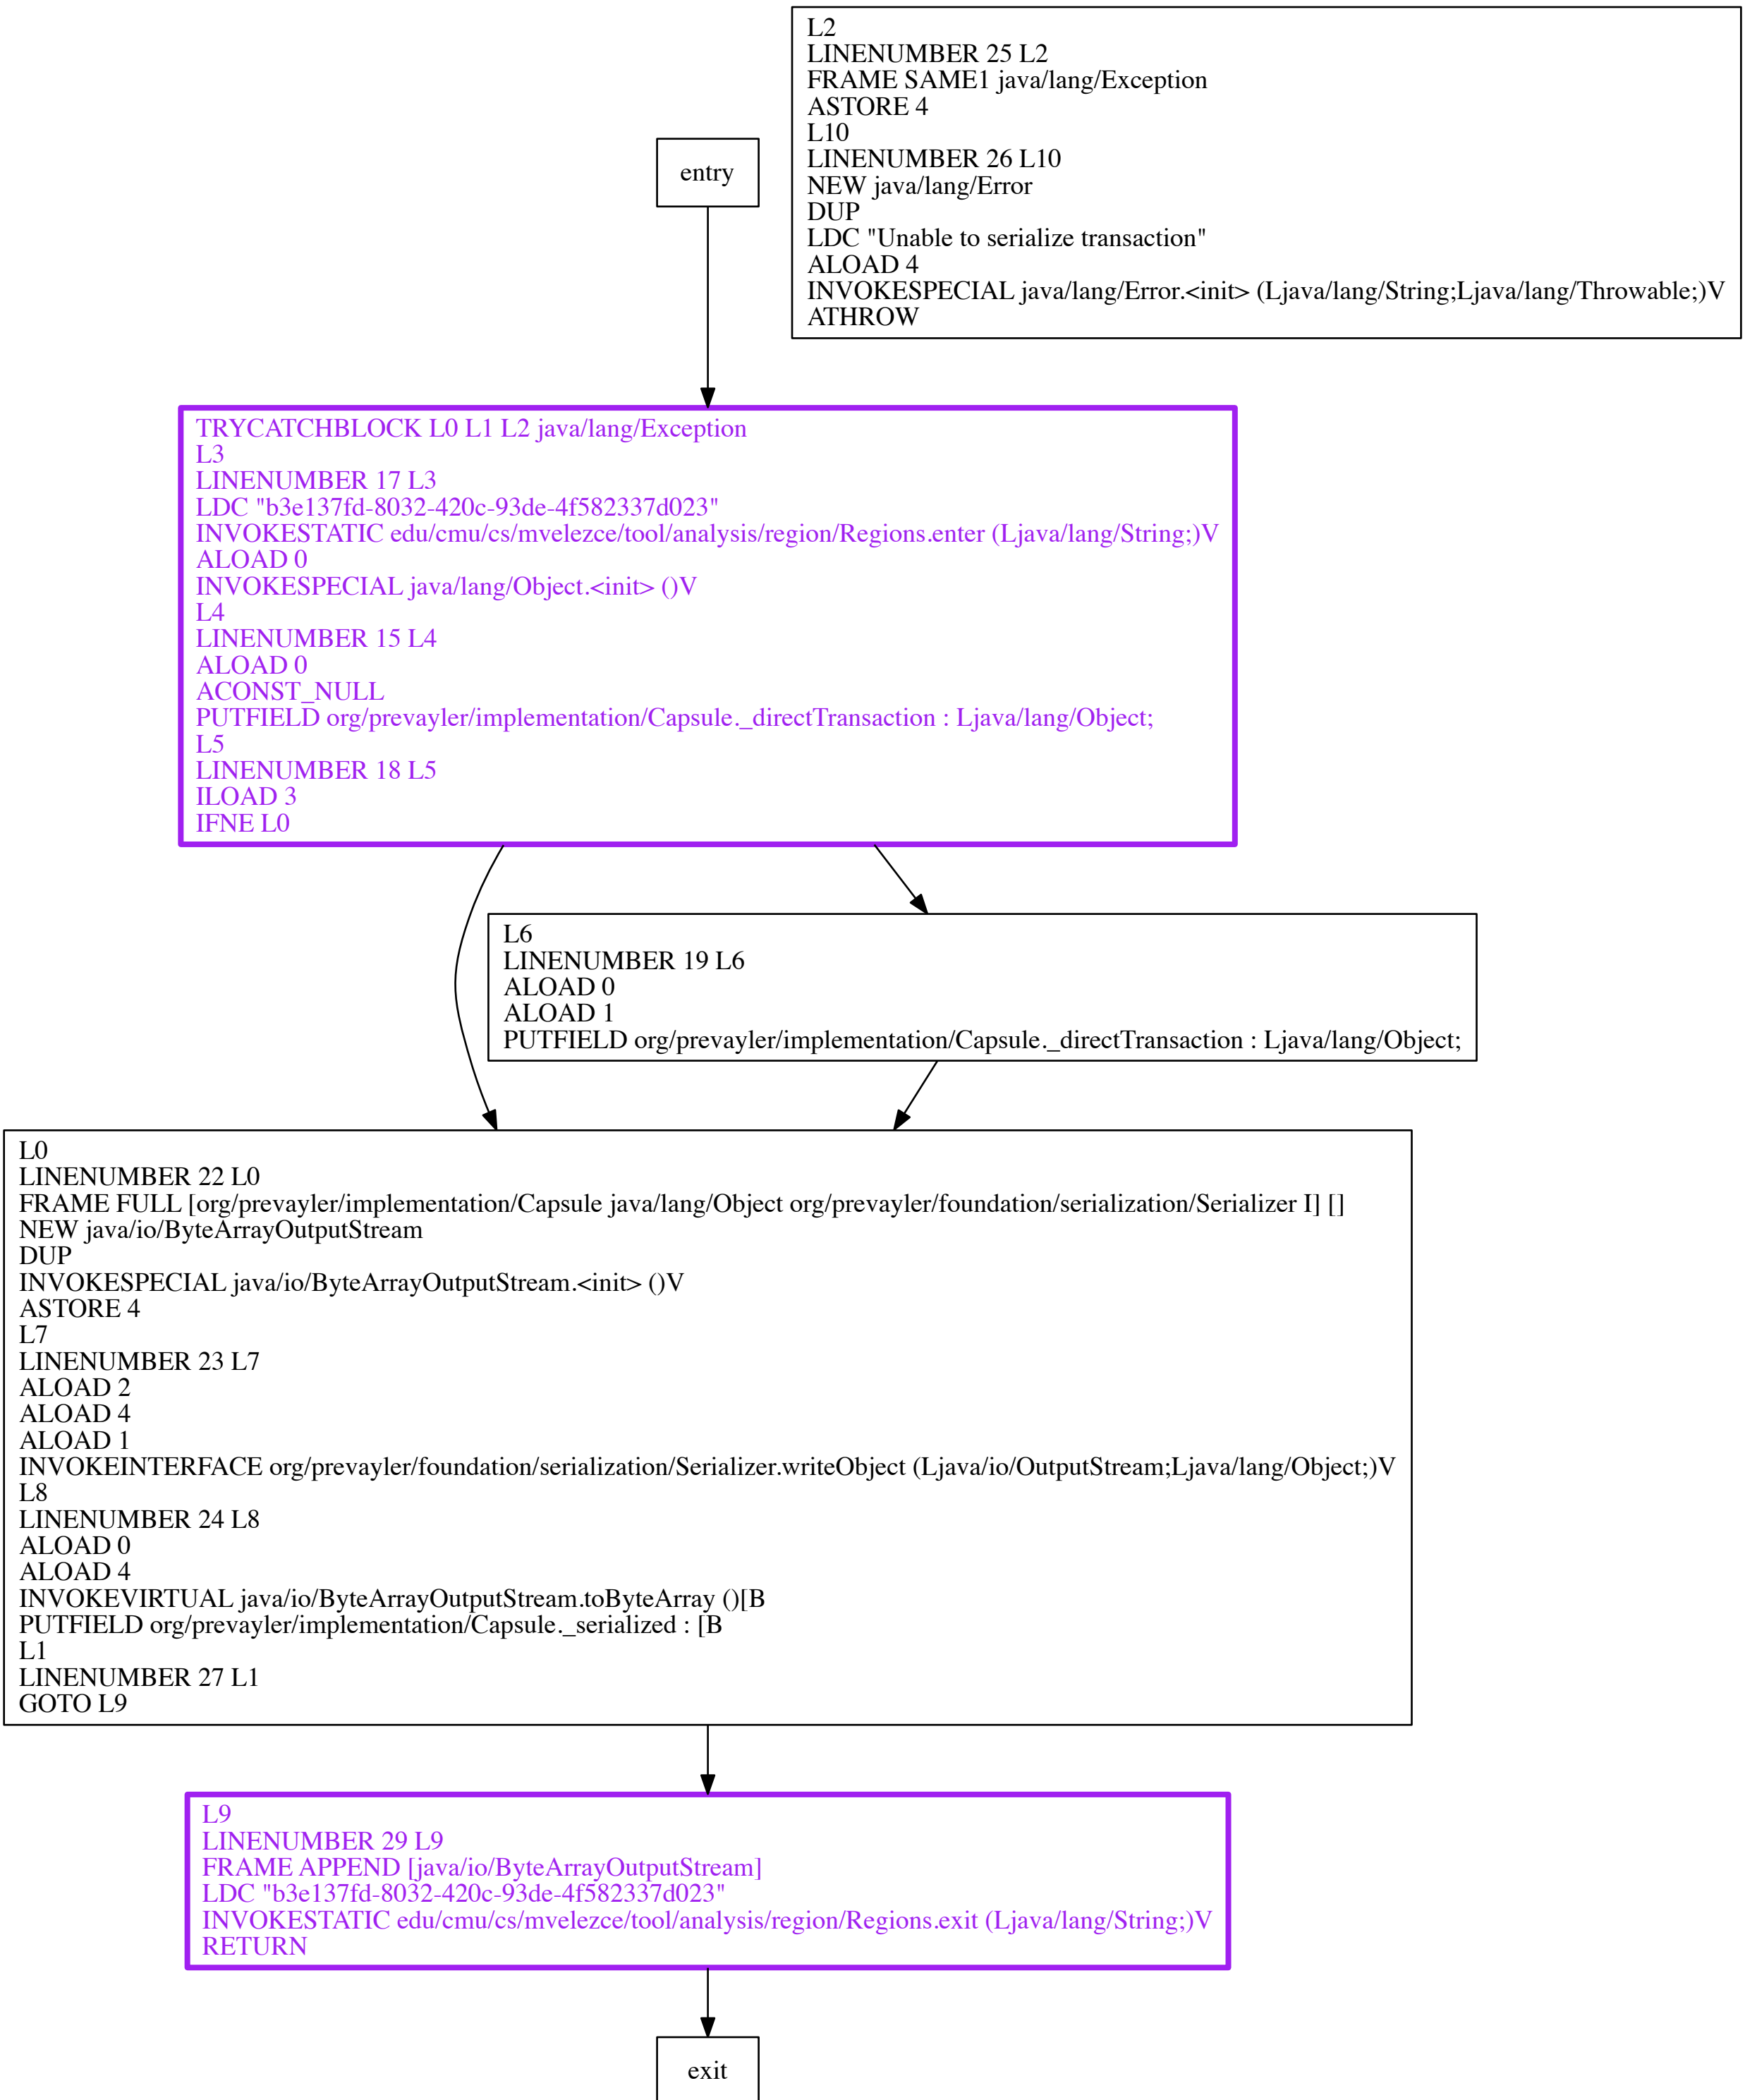 L2
LINENUMBER 25 L2
FRAME SAME1 java/lang/Exception
ASTORE 4
L10
LINENUMBER 26 L10
NEW java/lang/Error
DUP
LDC "Unable to serialize transaction"
ALOAD 4
INVOKESPECIAL java/lang/Error.<init> (Ljava/lang/String;Ljava/lang/Throwable;)V
ATHROW
entry
TRYCATCHBLOCK L0 L1 L2 java/lang/Exception
L3
LINENUMBER 17 L3
LDC "b3e137fd-8032-420c-93de-4f582337d023"
INVOKESTATIC edu/cmu/cs/mvelezce/tool/analysis/region/Regions.enter (Ljava/lang/String;)V
ALOAD 0
INVOKESPECIAL java/lang/Object.<init> ()V
L4
LINENUMBER 15 L4
ALOAD 0
ACONST_NULL
PUTFIELD org/prevayler/implementation/Capsule._directTransaction : Ljava/lang/Object;
L5
LINENUMBER 18 L5
ILOAD 3
IFNE L0
L6
LINENUMBER 19 L6
ALOAD 0
ALOAD 1
PUTFIELD org/prevayler/implementation/Capsule._directTransaction : Ljava/lang/Object;
L0
LINENUMBER 22 L0
FRAME FULL [org/prevayler/implementation/Capsule java/lang/Object org/prevayler/foundation/serialization/Serializer I] []
NEW java/io/ByteArrayOutputStream
DUP
INVOKESPECIAL java/io/ByteArrayOutputStream.<init> ()V
ASTORE 4
L7
LINENUMBER 23 L7
ALOAD 2
ALOAD 4
ALOAD 1
INVOKEINTERFACE org/prevayler/foundation/serialization/Serializer.writeObject (Ljava/io/OutputStream;Ljava/lang/Object;)V
L8
LINENUMBER 24 L8
ALOAD 0
ALOAD 4
INVOKEVIRTUAL java/io/ByteArrayOutputStream.toByteArray ()[B
PUTFIELD org/prevayler/implementation/Capsule._serialized : [B
L1
LINENUMBER 27 L1
GOTO L9
L9
LINENUMBER 29 L9
FRAME APPEND [java/io/ByteArrayOutputStream]
LDC "b3e137fd-8032-420c-93de-4f582337d023"
INVOKESTATIC edu/cmu/cs/mvelezce/tool/analysis/region/Regions.exit (Ljava/lang/String;)V
RETURN
exit